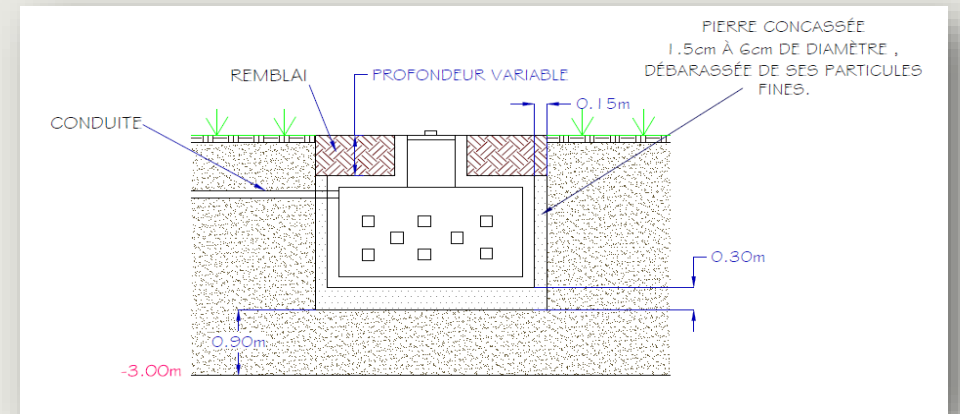 PIERRE CONCASSÉE
1.5cm À 6cm DE DIAMÈTRE ,
DÉBARASSÉE DE SES PARTICULES
FINES.
REMBLAI
PROFONDEUR VARIABLE
0.15m
CONDUITE
0.30m
0.90m
-3.00m